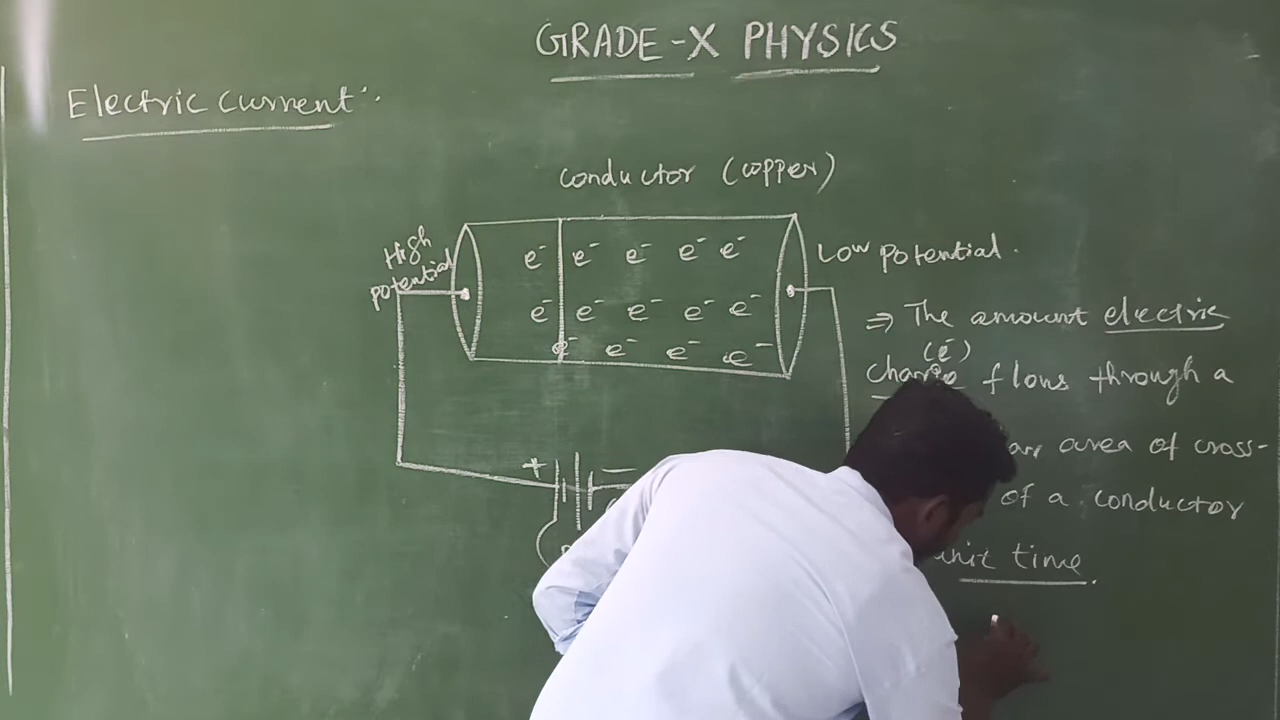 GRADE-X PHYSICS
Electric current:
conductor (copper)
High
potential
Low potential.
e⁻ e⁻ e⁻ e⁻ e⁻
e⁻ e⁻ e⁻ e⁻ e⁻
e⁻ e⁻ e⁻ e⁻
+ −
⇒ The amount electric
(e⁻)
charge flows through a
area of cross-
of a conductor
unit time.